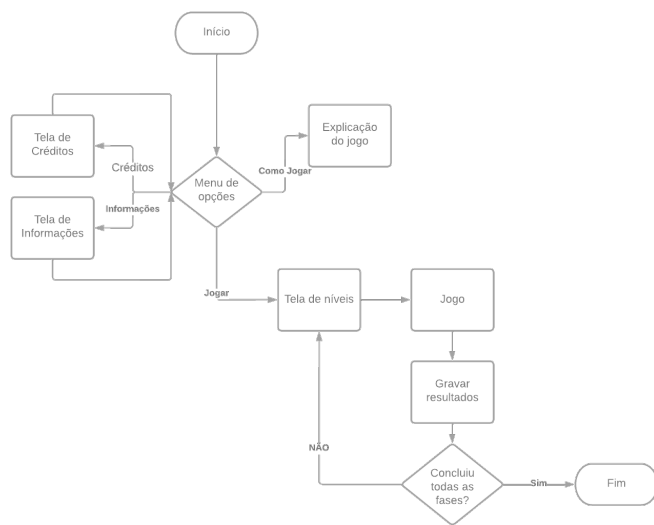 Início
Tela de
Créditos
Explicação
do jogo
Créditos
Como Jogar
Menu de
opções
Informações
Tela de
Informações
Jogar
Tela de níveis
Jogo
Gravar
resultados
NÃO
Concluiu
todas as
fases?
Sim
Fim